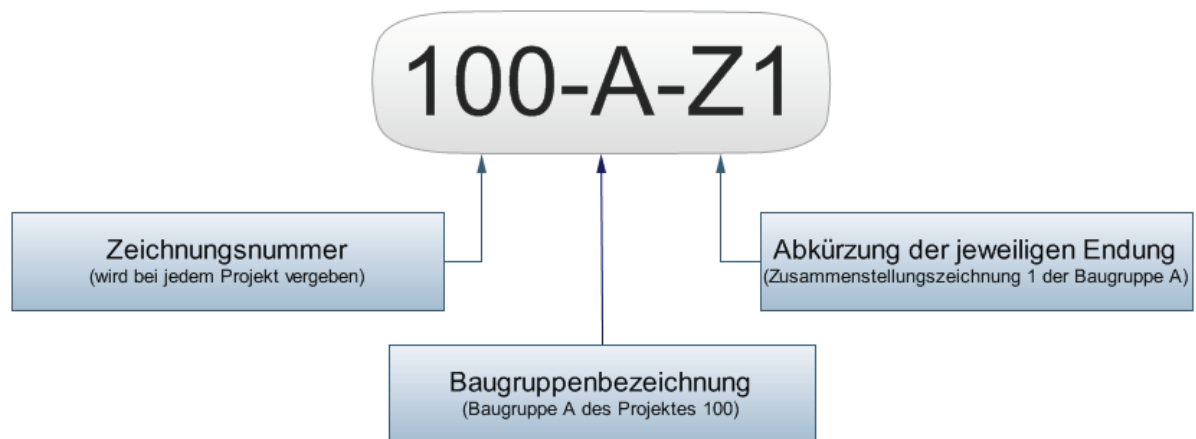 100-A-Z1
Zeichnungsnummer
(wird bei jedem Projekt vergeben)
Abkürzung der jeweiligen Endung
(Zusammenstellungszeichnung 1 der Baugruppe A)
Baugruppenbezeichnung
(Baugruppe A des Projektes 100)